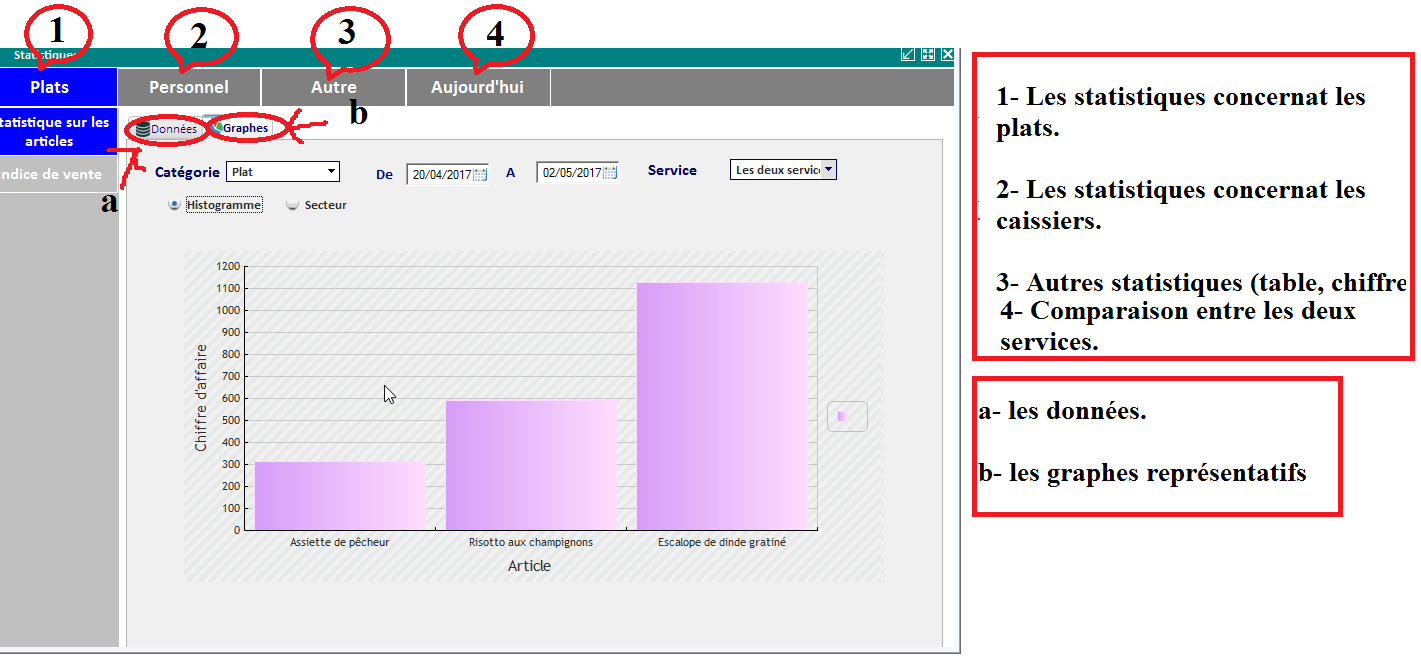 1
2
3
4
Statistiques
Plats
Personnel
Autre
Aujourd'hui
tatistique sur les
articles
ndice de vente
a
b
Données
Graphes
Catégorie
Plat
De
20/04/2017
A
02/05/2017
Service
Les deux servic
Histogramme
Secteur
Chiffre d'affaire
1200
1100
1000
900
800
700
600
500
400
300
200
100
0
Assiette de pêcheur
Risotto aux champignons
Escalope de dinde gratiné
Article
1- Les statistiques concernat les
plats.
2- Les statistiques concernat les
caissiers.
3- Autres statistiques (table, chiffre
4- Comparaison entre les deux
services.
a- les données.
b- les graphes représentatifs